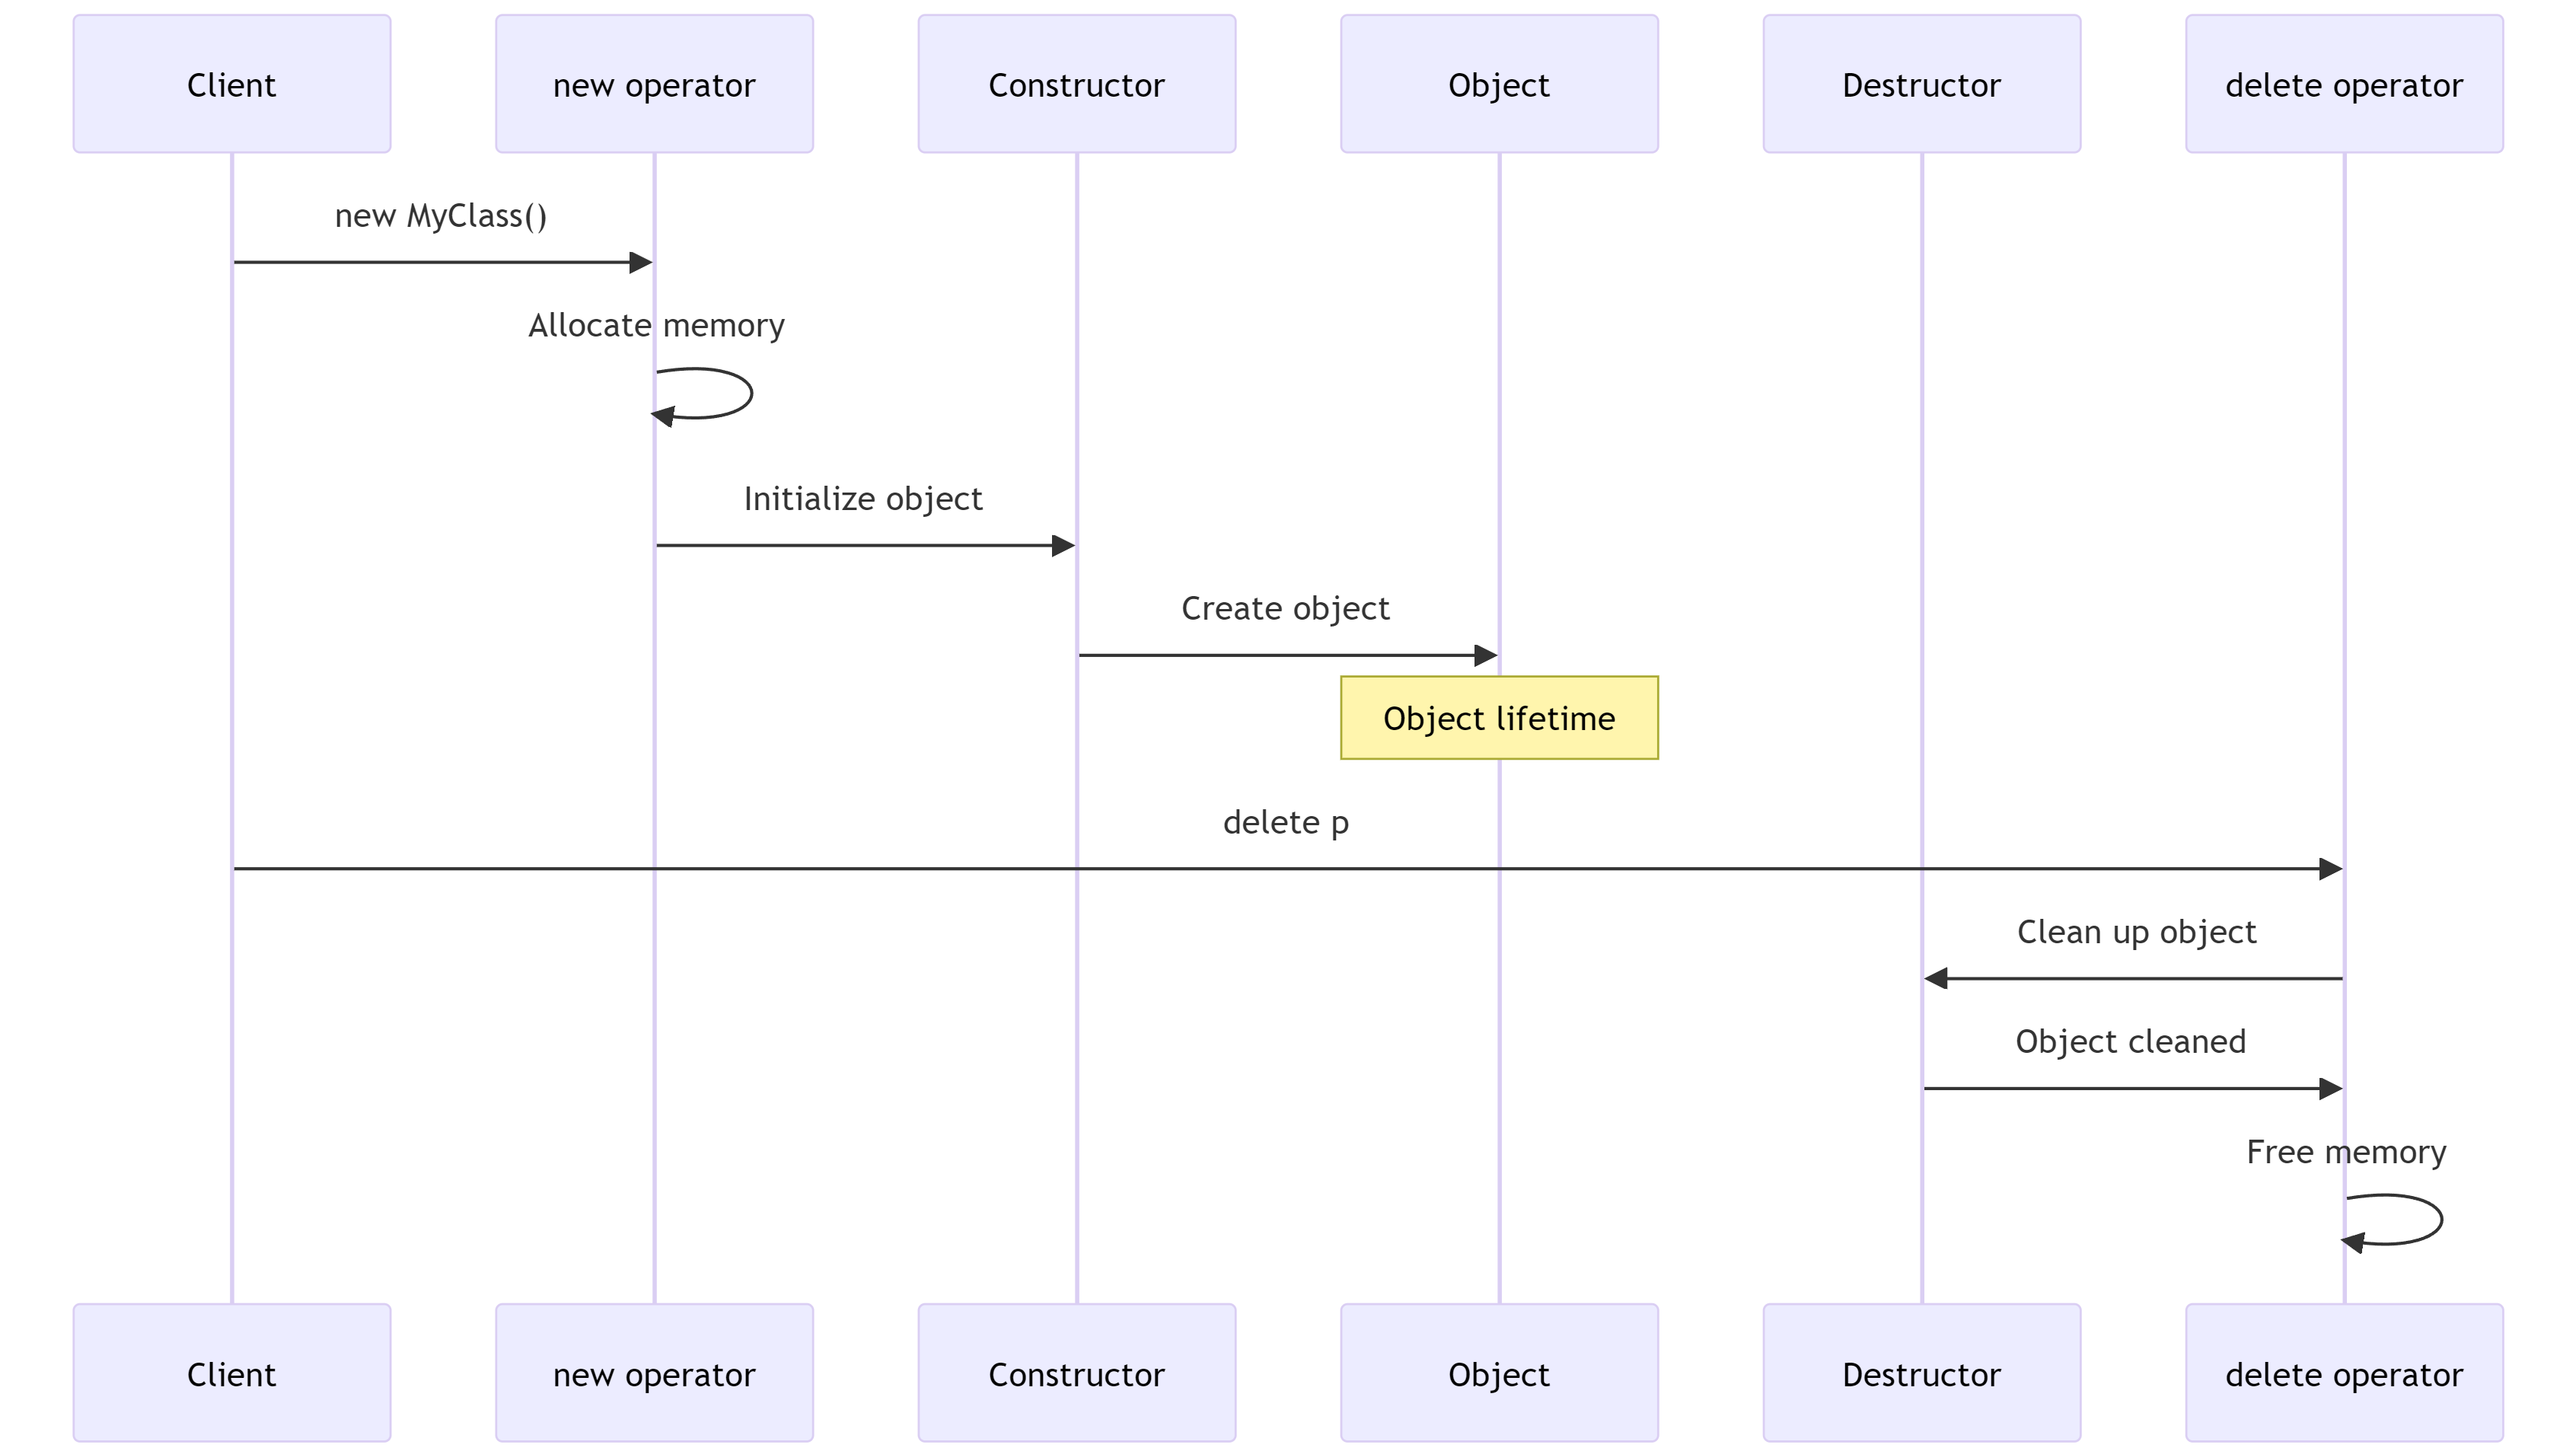 Client
new operator
Constructor
Object
Destructor
delete operator
new MyClass()
Allocate memory
Initialize object
Create object
Object lifetime
delete p
Clean up object
Object cleaned
Free memory
Client
new operator
Constructor
Object
Destructor
delete operator